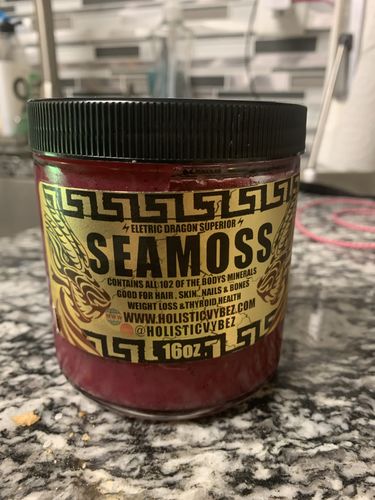 ELETRIC DRAGON SUPERIOR
SEAMOSS
CONTAINS ALL 102 OF THE BODYS MINERALS
GOOD FOR HAIR , SKIN, NAILS & BONES
WEIGHT LOSS & THYROID HEALTH
WWW.HOLISTICVYBEZ.COM
@HOLISTICVYBEZ
16oz.